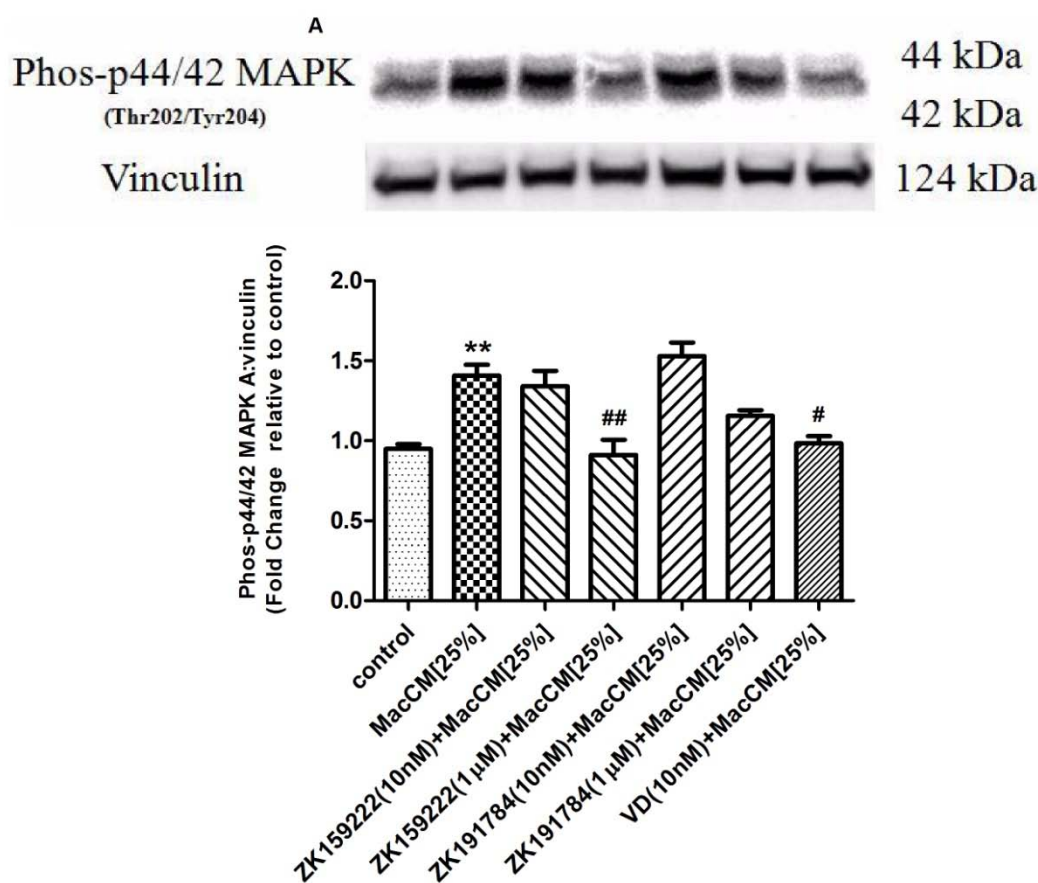 A
Phos-p44/42 MAPK
(Thr202/Tyr204)
44 kDa
42 kDa
Vinculin
124 kDa
Phos-p44/42 MAPK A:vinculin
(Fold Change relative to control)
2.0
1.5
1.0
0.5
0.0
**
##
#
control
MacCM[25%]
ZK159222(10nM)+MacCM[25%]
ZK159222(1 μM)+MacCM[25%]
ZK191784(10nM)+MacCM[25%]
ZK191784(1 μM)+MacCM[25%]
VD(10nM)+MacCM[25%]